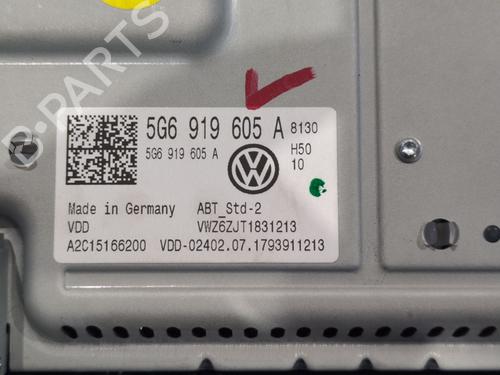 B-PARTS
5G6 919 605 A 8130
5G6 919 605 A H50
10
Made in Germany ABT_Std-2
VDD VWZ6ZJT1831213
A2C15166200 VDD-02402.07.1793911213